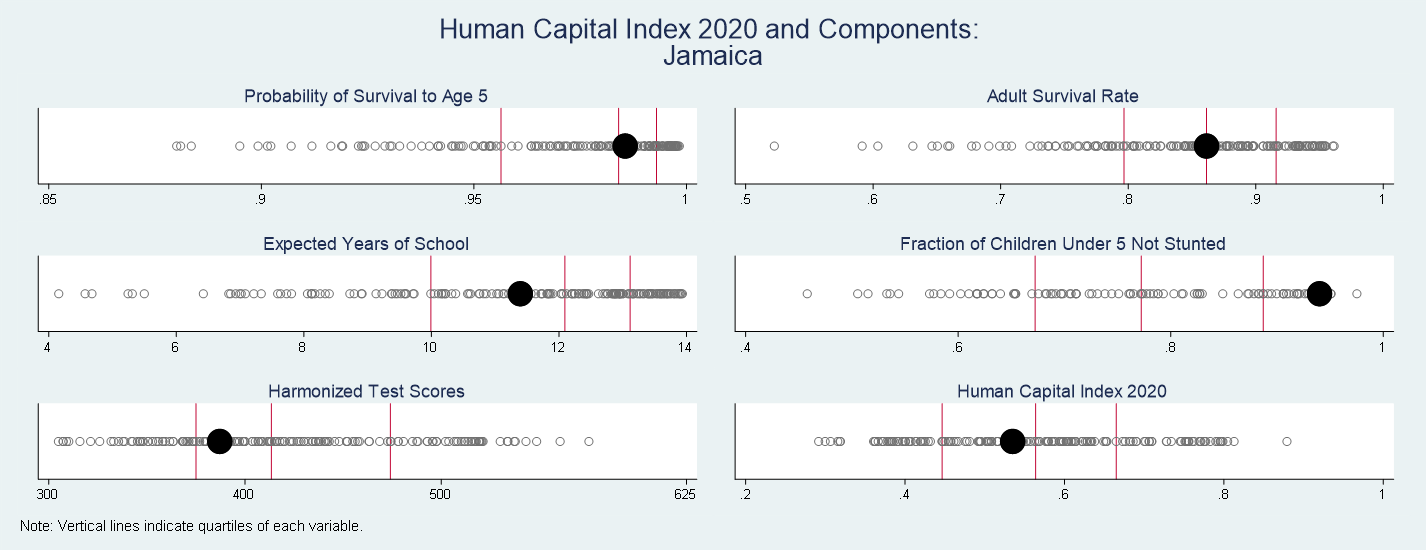 Human Capital Index 2020 and Components:
Jamaica
Probability of Survival to Age 5
.85 .9 .95 1
Adult Survival Rate
.5 .6 .7 .8 .9 1
Expected Years of School
4 6 8 10 12 14
Fraction of Children Under 5 Not Stunted
.4 .6 .8 1
Harmonized Test Scores
300 400 500 625
Human Capital Index 2020
.2 .4 .6 .8 1
Note: Vertical lines indicate quartiles of each variable.